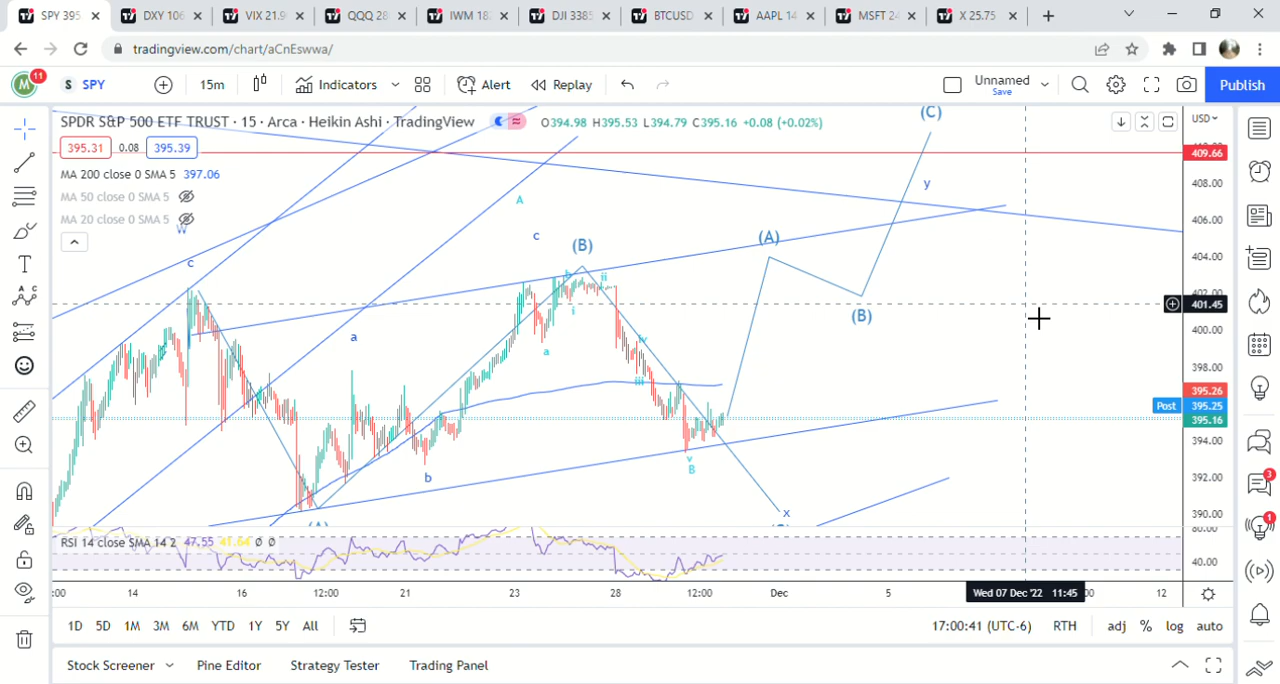 SPY 395
DXY 106
VIX 21.9
QQQ 28
IWM 18
DJI 3385
BTCUSD
AAPL 14
MSFT 24
X 25.75
tradingview.com/chart/aCnEswwa/
M 11
S SPY
15m
Indicators
Alert
Replay
Unnamed
Save
Publish
SPDR S&P 500 ETF TRUST · 15 · Arca · Heikin Ashi · TradingView
O394.98 H395.53 L394.79 C395.16 +0.08 (+0.02%)
USD
395.31 0.08 395.39
MA 200 close 0 SMA 5 397.06
MA 50 close 0 SMA 5
MA 20 close 0 SMA 5
W
c
A
c
(B)
b
ii
i
a
iv
iii
a
b
v
B
(A)
(A)
(B)
y
(C)
x
409.66
408.00
406.00
404.00
402.00
401.45
400.00
398.00
395.26
Post 395.25
395.16
394.00
392.00
390.00
RSI 14 close SMA 14 2 47.55 41.64 Ø Ø
80.00
40.00
:00
14
16
12:00
21
23
28
12:00
Dec
5
Wed 07 Dec '22 11:45
:00
12
1D 5D 1M 3M 6M YTD 1Y 5Y All
17:00:41 (UTC-6)
RTH
adj % log auto
Stock Screener
Pine Editor
Strategy Tester
Trading Panel
3
1